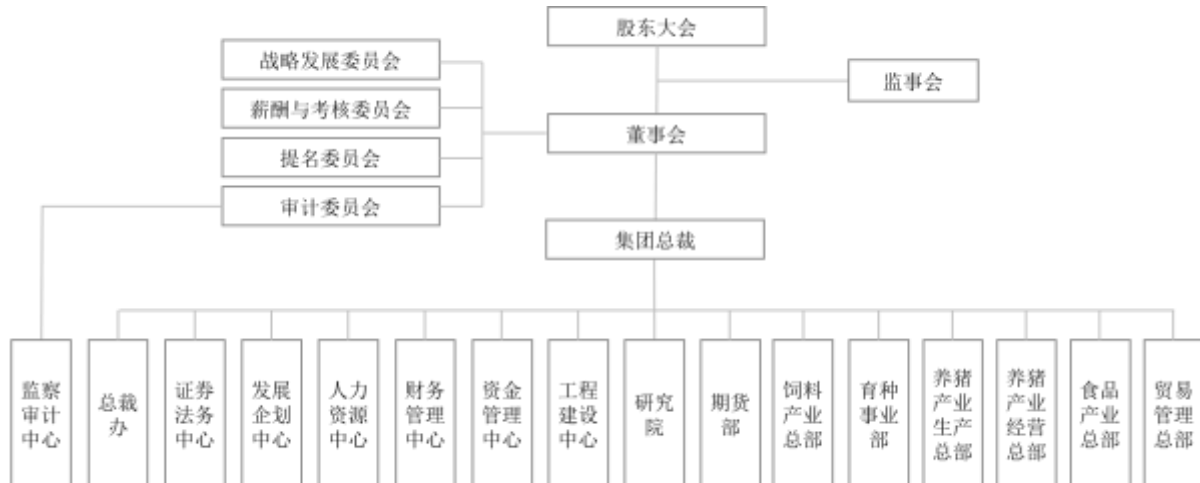 股东大会
战略发展委员会
监事会
薪酬与考核委员会
董事会
提名委员会
审计委员会
集团总裁
监察
审计
中心
总裁
办
证券
法务
中心
发展
企划
中心
人力
资源
中心
财务
管理
中心
资金
管理
中心
工程
建设
中心
研究
院
期货
部
饲料
产业
总部
育种
事业
部
养猪
产业
生产
总部
养猪
产业
经营
总部
食品
产业
总部
贸易
管理
总部